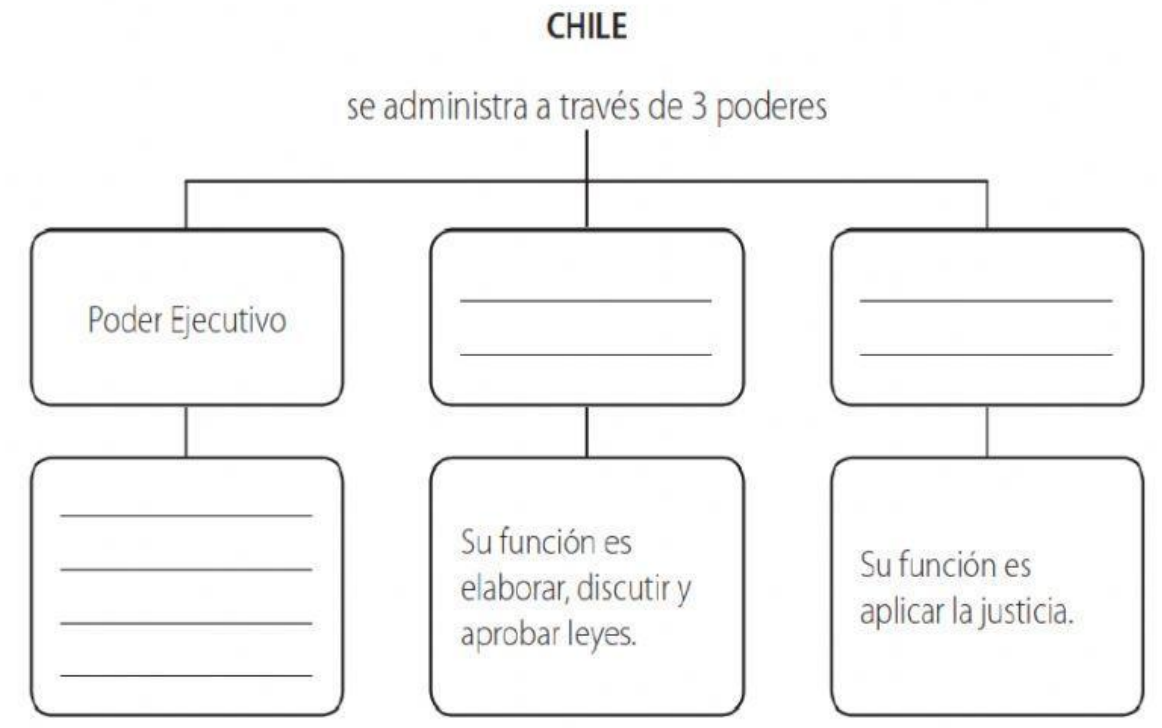 CHILE
se administra a través de 3 poderes
Poder Ejecutivo
Su función es
elaborar, discutir y
aprobar leyes.
Su función es
aplicar la justicia.